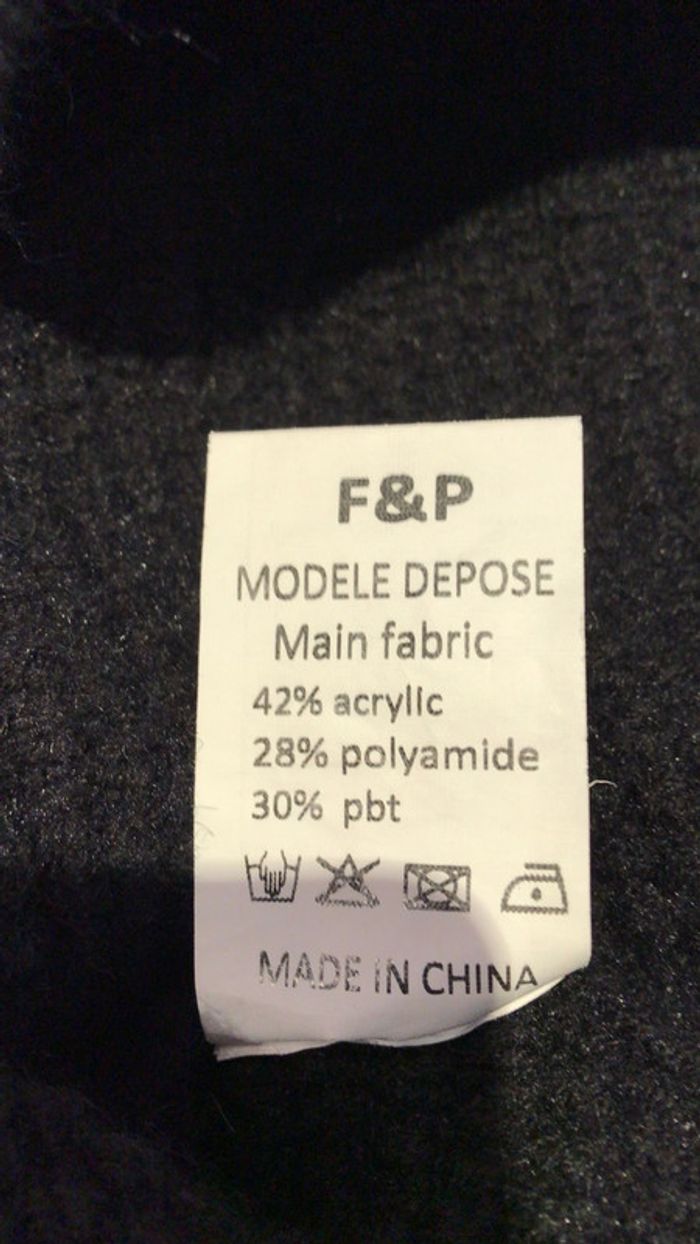 F&P
MODELE DEPOSE
Main fabric
42% acrylic
28% polyamide
30% pbt
MADE IN CHINA